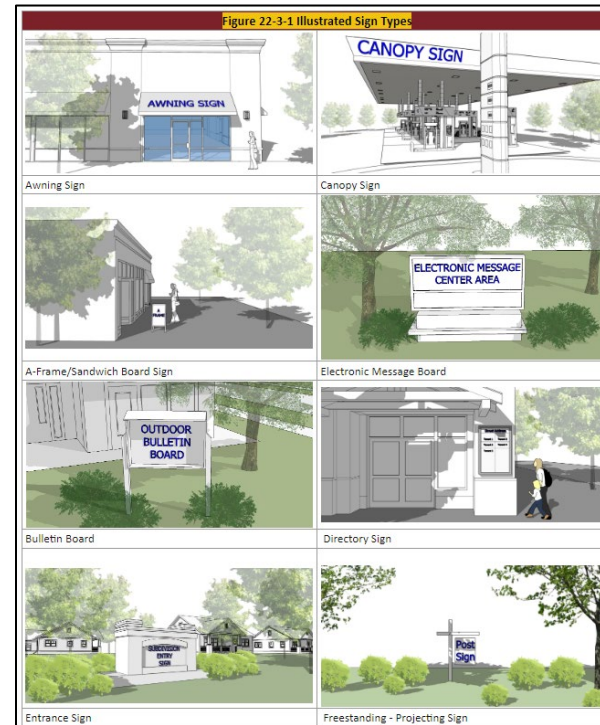 Figure 22-3-1 Illustrated Sign Types
AWNING SIGN
CANOPY SIGN
Awning Sign
Canopy Sign
A
FRAME
ELECTRONIC MESSAGE
CENTER AREA
A-Frame/Sandwich Board Sign
Electronic Message Board
OUTDOOR
BULLETIN
BOARD
Bulletin Board
Directory Sign
SUBDIVISION
ENTRY
SIGN
Post
Sign
Entrance Sign
Freestanding - Projecting Sign